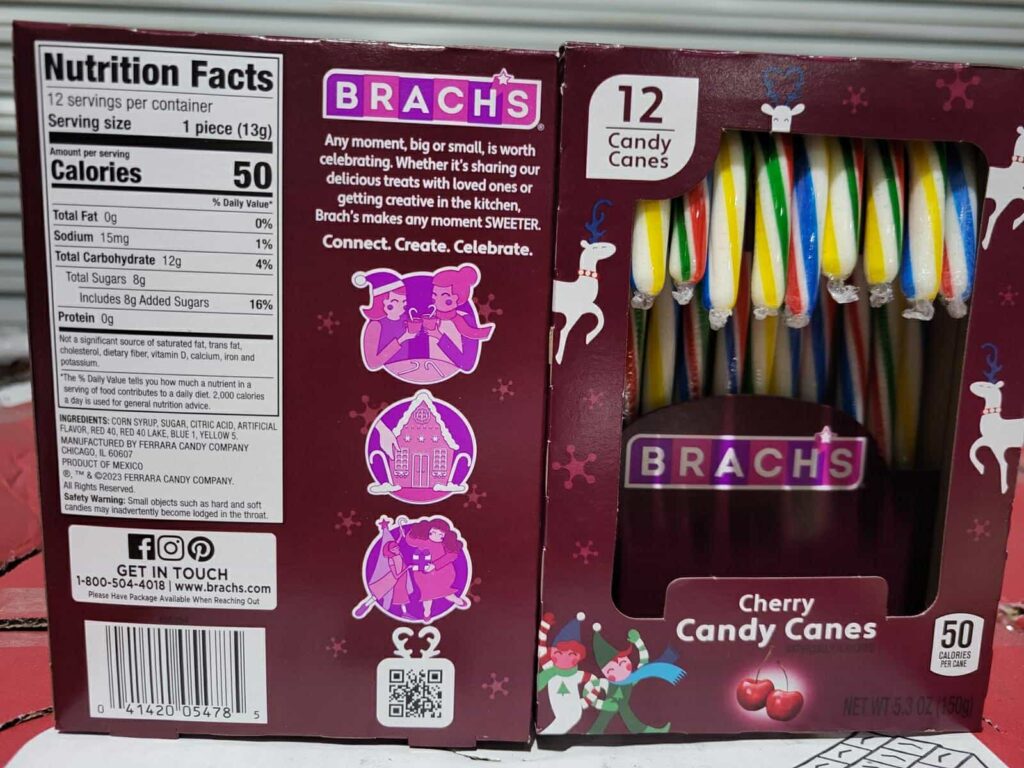 Nutrition Facts
12 servings per container
Serving size 1 piece (13g)
Amount per serving
Calories 50
% Daily Value*
Total Fat 0g 0%
Sodium 15mg 1%
Total Carbohydrate 12g 4%
Total Sugars 8g
Includes 8g Added Sugars 16%
Protein 0g
Not a significant source of saturated fat, trans fat,
cholesterol, dietary fiber, vitamin D, calcium, iron and
potassium.
*The % Daily Value tells you how much a nutrient in a
serving of food contributes to a daily diet. 2,000 calories
a day is used for general nutrition advice.
INGREDIENTS: CORN SYRUP, SUGAR, CITRIC ACID, ARTIFICIAL
FLAVOR, RED 40, RED 40 LAKE, BLUE 1, YELLOW 5.
MANUFACTURED BY FERRARA CANDY COMPANY
CHICAGO, IL 60607
PRODUCT OF MEXICO
®, ™ & ©2023 FERRARA CANDY COMPANY.
All Rights Reserved.
Safety Warning: Small objects such as hard and soft
candies may inadvertently become lodged in the throat.
GET IN TOUCH
1-800-504-4018 | www.brachs.com
Please Have Package Available When Reaching Out
0 41420 05478 5
BRACH'S®
Any moment, big or small, is worth
celebrating. Whether it's sharing our
delicious treats with loved ones or
getting creative in the kitchen,
Brach's makes any moment SWEETER.
Connect. Create. Celebrate.
12
Candy
Canes
BRACH'S
Cherry
Candy Canes
50
CALORIES
PER CANE
NET WT 5.3 OZ (150g)